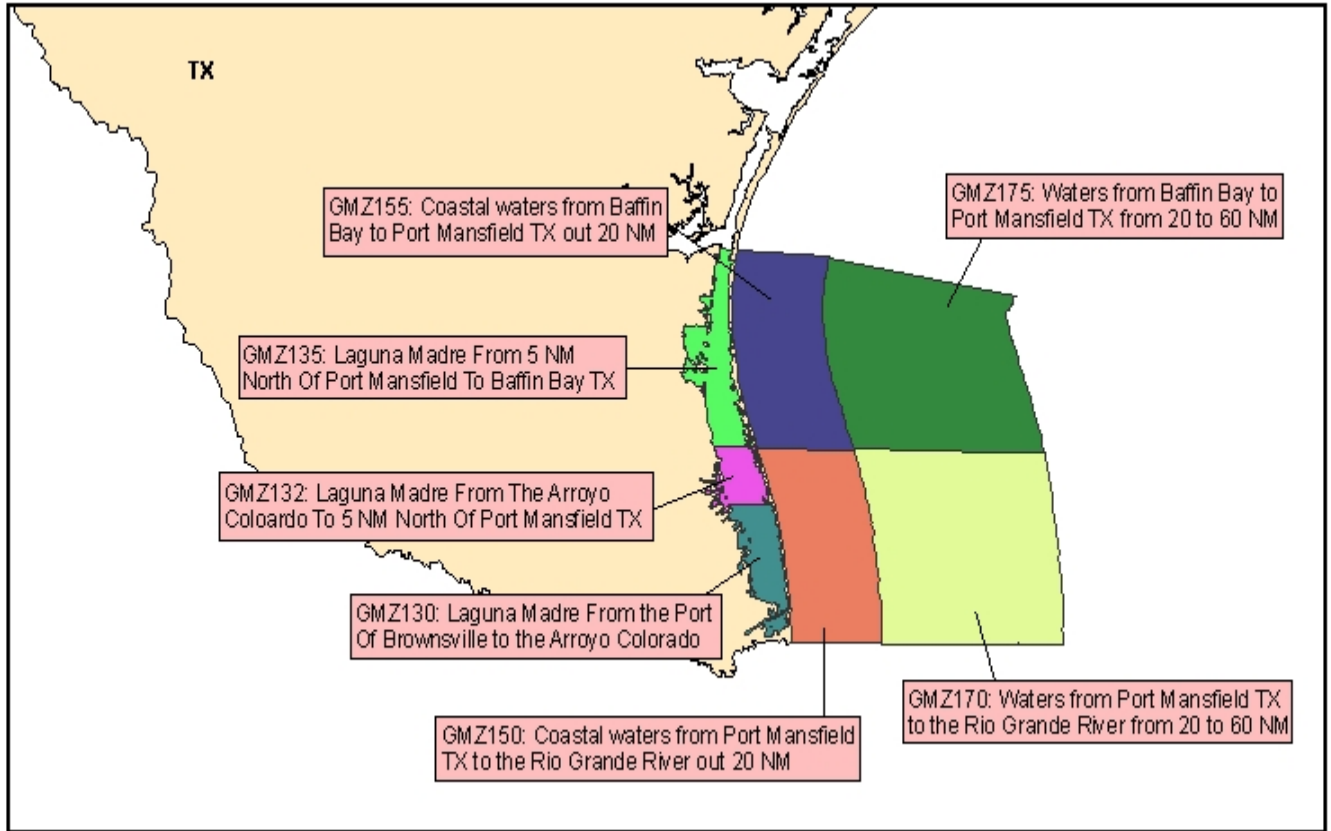 TX
GMZ155: Coastal waters from Baffin
Bay to Port Mansfield TX out 20 NM
GMZ175: Waters from Baffin Bay to
Port Mansfield TX from 20 to 60 NM
GMZ135: Laguna Madre From 5 NM
North Of Port Mansfield To Baffin Bay TX
GMZ132: Laguna Madre From The Arroyo
Coloardo To 5 NM North Of Port Mansfield TX
GMZ130: Laguna Madre From the Port
Of Brownsville to the Arroyo Colorado
GMZ170: Waters from Port Mansfield TX
to the Rio Grande River from 20 to 60 NM
GMZ150: Coastal waters from Port Mansfield
TX to the Rio Grande River out 20 NM